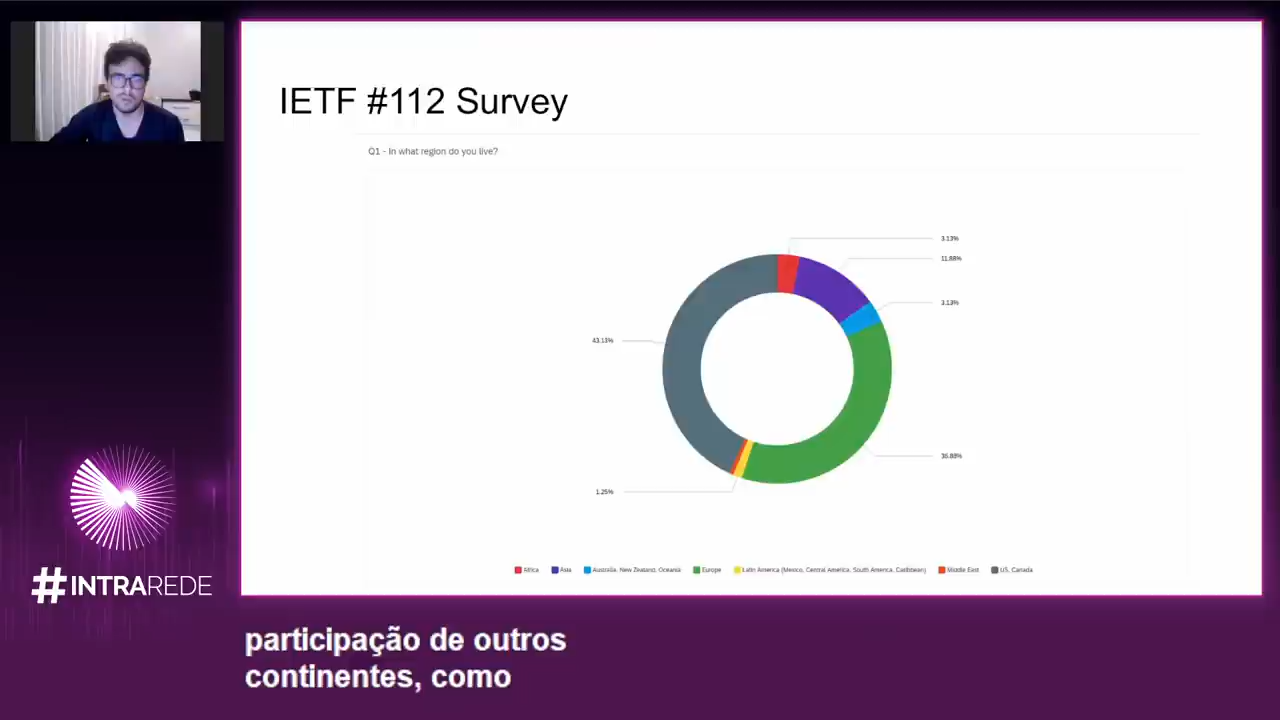 IETF #112 Survey
Q1 - In what region do you live?
3.13%
11.88%
3.13%
43.13%
36.88%
1.25%
Africa Asia Australia, New Zealand, Oceania Europe Latin America (Mexico, Central America, South America, Caribbean) Middle East US, Canada
#INTRAREDE
participação de outros
continentes, como